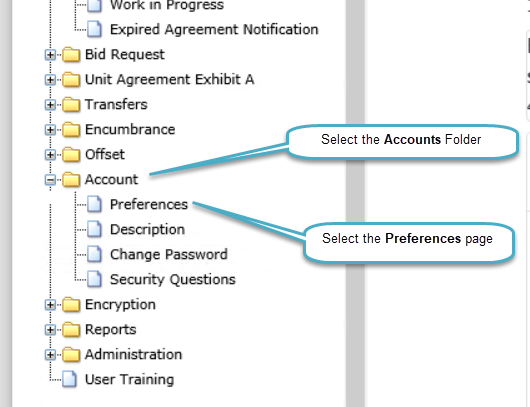 Work in Progress
Expired Agreement Notification
Bid Request
Unit Agreement Exhibit A
Transfers
Encumbrance
Offset
Select the Accounts Folder
Account
Preferences
Description
Select the Preferences page
Change Password
Security Questions
Encryption
Reports
Administration
User Training